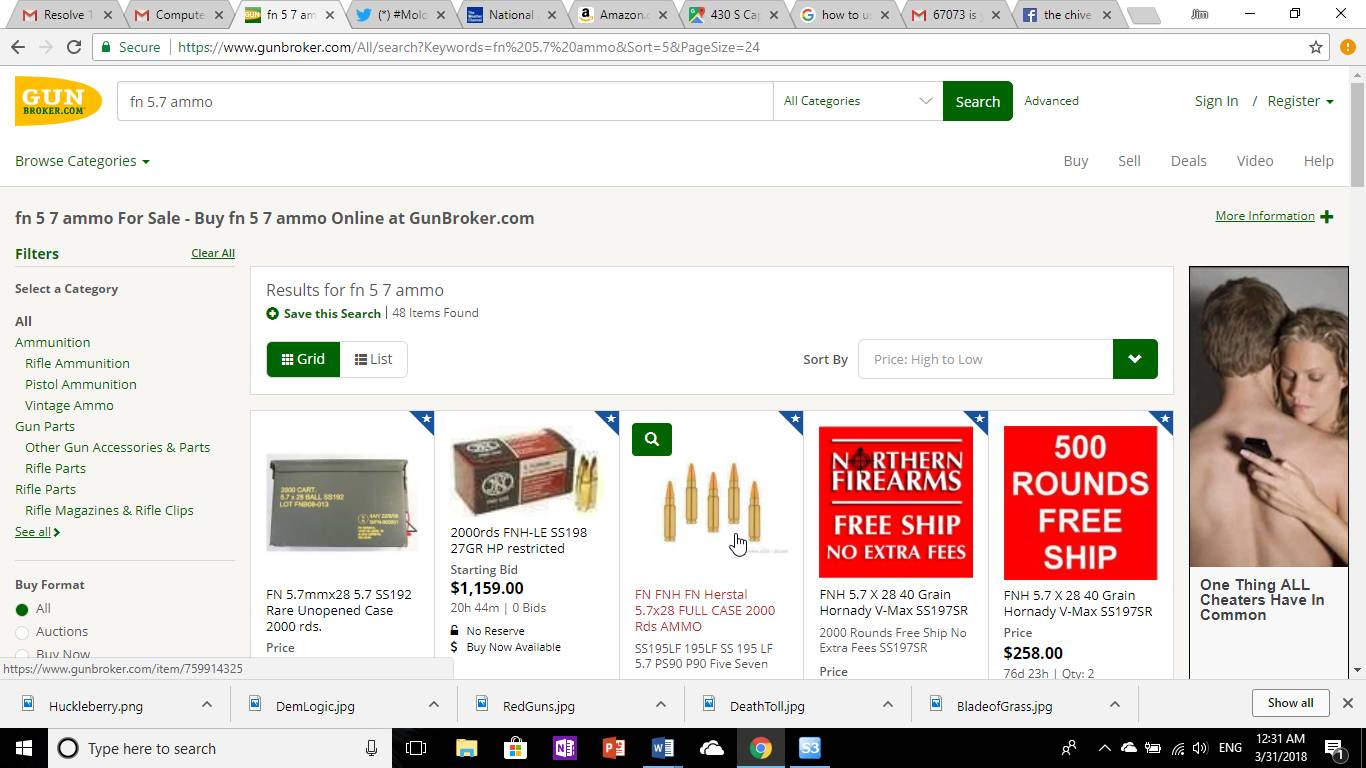 Resolve T
Compute
fn 5 7 am
(*) #Molo
National
Amazon.c
430 S Cap
how to us
67073 is y
the chive
Jim
Secure
https://www.gunbroker.com/All/search?Keywords=fn%205.7%20ammo&Sort=5&PageSize=24
GUN
BROKER.COM
fn 5.7 ammo
All Categories
Search
Advanced
Sign In / Register
Browse Categories
Buy
Sell
Deals
Video
Help
fn 5 7 ammo For Sale - Buy fn 5 7 ammo Online at GunBroker.com
More Information
Filters
Clear All
Select a Category
All
Ammunition
Rifle Ammunition
Pistol Ammunition
Vintage Ammo
Gun Parts
Other Gun Accessories & Parts
Rifle Parts
Rifle Parts
Rifle Magazines & Rifle Clips
See all
Buy Format
All
Auctions
Buy Now
Results for fn 5 7 ammo
Save this Search | 48 Items Found
Grid
List
Sort By
Price: High to Low
2000 CART.
5.7 x 28 BALL SS192
LOT FNB08-013
FN 5.7mmx28 5.7 SS192
Rare Unopened Case
2000 rds.
Price
2000rds FNH-LE SS198
27GR HP restricted
Starting Bid
$1,159.00
20h 44m | 0 Bids
No Reserve
$ Buy Now Available
FN FNH FN Herstal
5.7x28 FULL CASE 2000
Rds AMMO
SS195LF 195LF SS 195 LF
5.7 PS90 P90 Five Seven
NORTHERN
FIREARMS
FREE SHIP
NO EXTRA FEES
FNH 5.7 X 28 40 Grain
Hornady V-Max SS197SR
2000 Rounds Free Ship No
Extra Fees SS197SR
Price
500
ROUNDS
FREE
SHIP
FNH 5.7 X 28 40 Grain
Hornady V-Max SS197SR
Price
$258.00
76d 23h | Qty: 2
One Thing ALL
Cheaters Have In
Common
https://www.gunbroker.com/item/759914325
Huckleberry.png
DemLogic.jpg
RedGuns.jpg
DeathToll.jpg
BladeofGrass.jpg
Show all
Type here to search
ENG
12:31 AM
3/31/2018
1